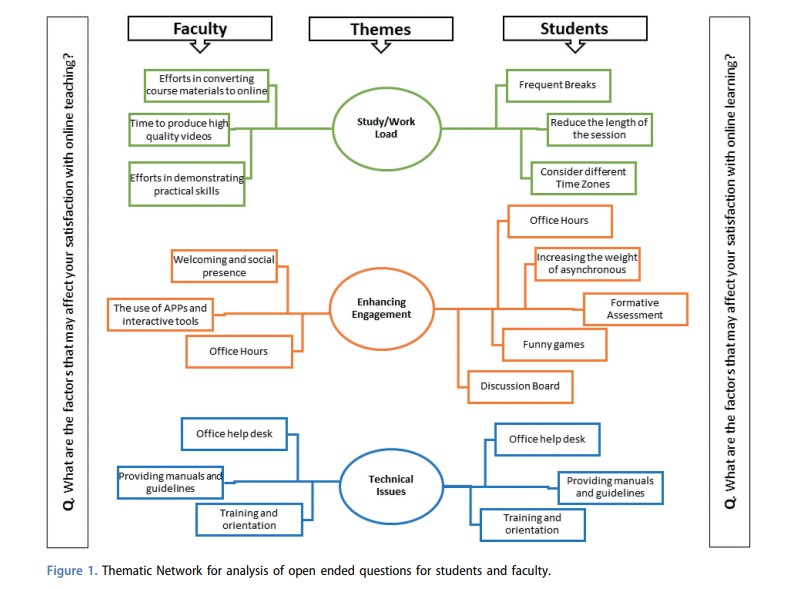 Faculty
Themes
Students
Q. What are the factors that may affect your satisfaction with online teaching?
Efforts in converting
course materials to online
Time to produce high
quality videos
Efforts in demonstrating
practical skills
Study/Work
Load
Frequent Breaks
Reduce the length of
the session
Consider different
Time Zones
Welcoming and social
presence
The use of APPs and
interactive tools
Office Hours
Enhancing
Engagement
Office Hours
Increasing the weight
of asynchronous
Formative
Assessment
Funny games
Discussion Board
Office help desk
Providing manuals and
guidelines
Training and
orientation
Technical
Issues
Office help desk
Providing manuals
and guidelines
Training and
orientation
Q. What are the factors that may affect your satisfaction with online learning?
Figure 1. Thematic Network for analysis of open ended questions for students and faculty.